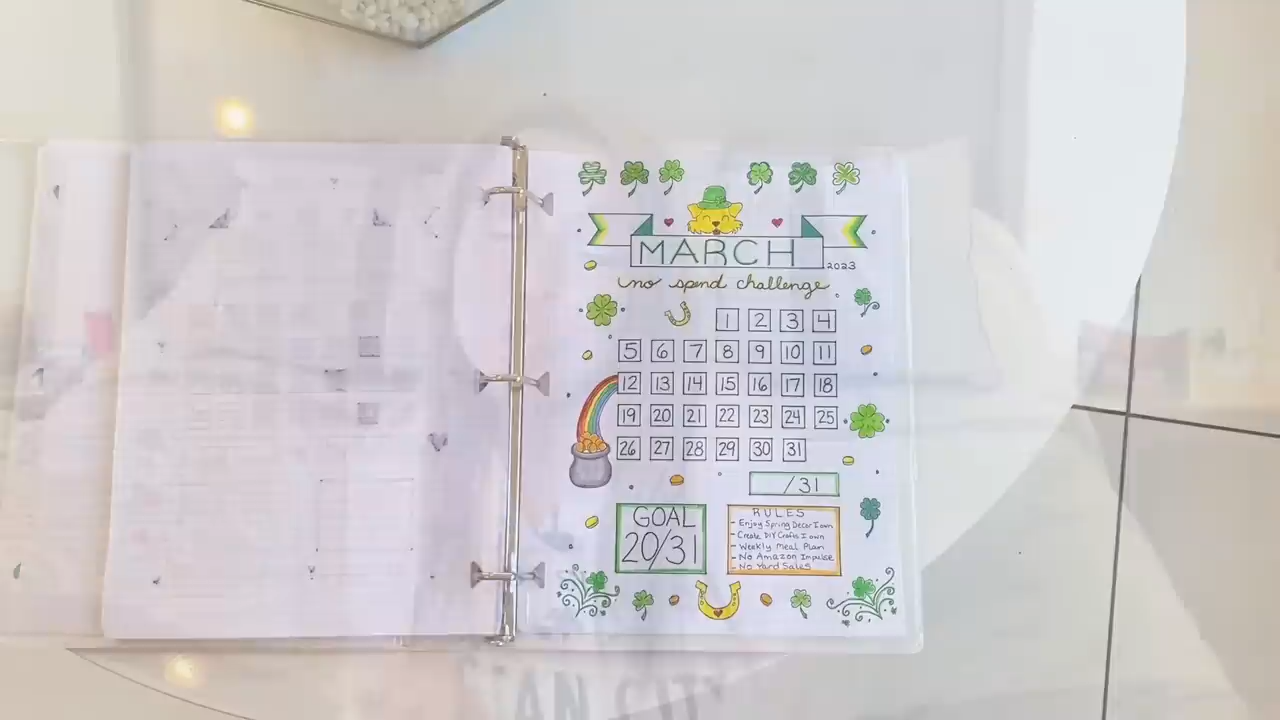 MARCH
2023
no spend challenge
1 2 3 4
5 6 7 8 9 10 11
12 13 14 15 16 17 18
19 20 21 22 23 24 25
26 27 28 29 30 31
/31
GOAL
20/31
RULES
- Enjoy Spring Decor I own
- Create DIY Crafts I own
- Weekly Meal Plan
- No Amazon Impulse
- No Yard Sales
AN CITY